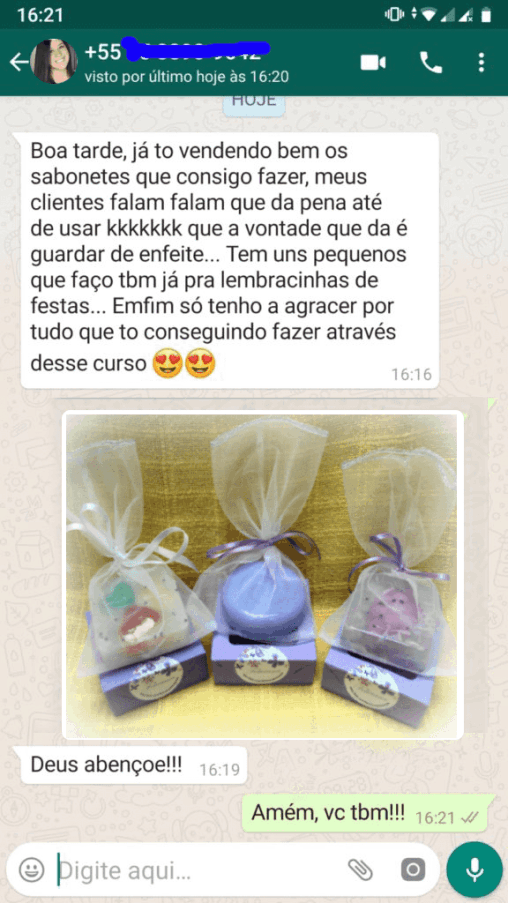 16:21
+55
visto por último hoje às 16:20
HOJE
Boa tarde, já to vendendo bem os
sabonetes que consigo fazer, meus
clientes falam falam que da pena até
de usar kkkkkkk que a vontade que da é
guardar de enfeite... Tem uns pequenos
que faço tbm já pra lembracinhas de
festas... Emfim só tenho a agracer por
tudo que to conseguindo fazer através
desse curso 😍😍
16:16
Deus abençoe!!! 16:19
Amém, vc tbm!!! 16:21
Digite aqui...